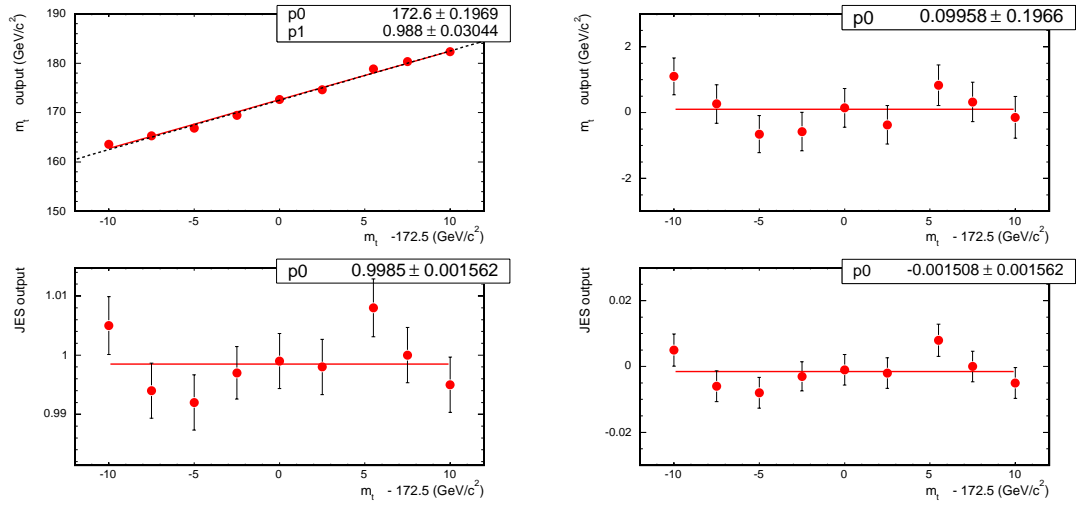 p0 172.6 ± 0.1969
p1 0.988 ± 0.03044
m_t output (GeV/c^2)
190
180
170
160
150
-10 -5 0 5 10
m_t -172.5 (GeV/c^2)
p0 0.09958 ± 0.1966
m_t output (GeV/c^2)
2
0
-2
-10 -5 0 5 10
m_t -172.5 (GeV/c^2)
p0 0.9985 ± 0.001562
JES output
1.01
1
0.99
-10 -5 0 5 10
m_t - 172.5 (GeV/c^2)
p0 -0.001508 ± 0.001562
JES output
0.02
0
-0.02
-10 -5 0 5 10
m_t - 172.5 (GeV/c^2)